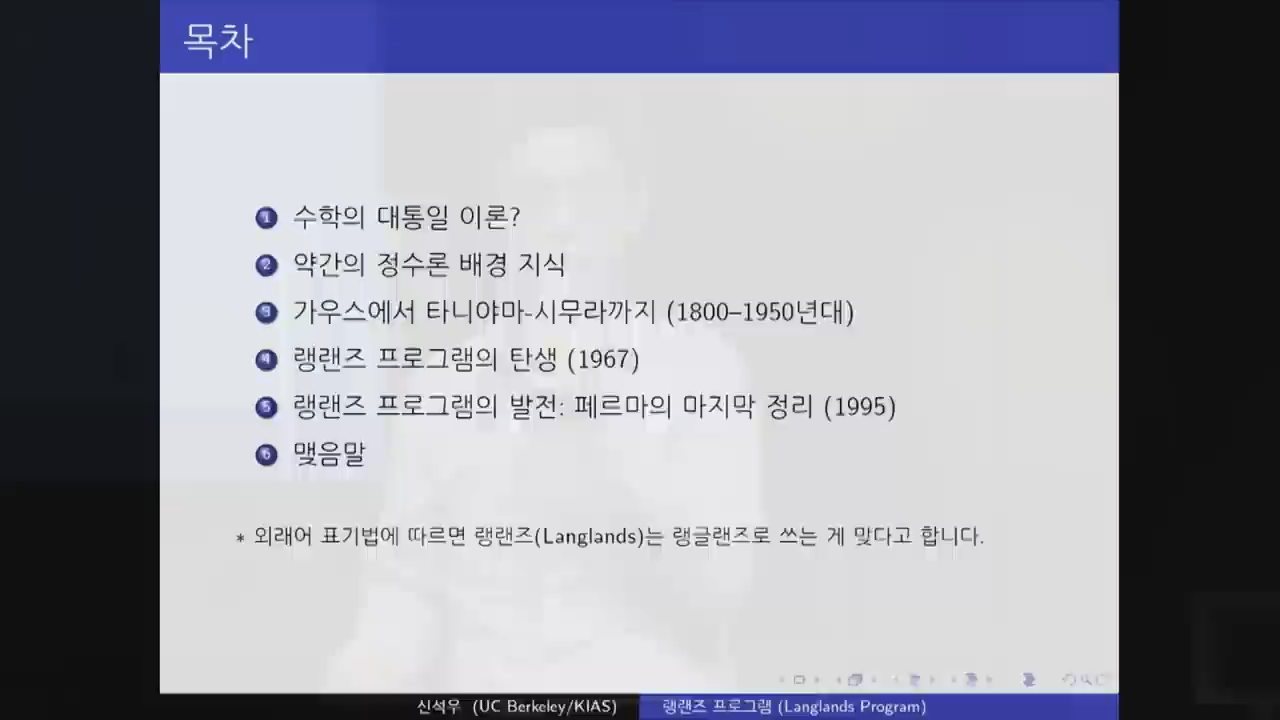 목차
1 수학의 대통일 이론?
2 약간의 정수론 배경 지식
3 가우스에서 타니야마-시무라까지 (1800–1950년대)
4 랭랜즈 프로그램의 탄생 (1967)
5 랭랜즈 프로그램의 발전: 페르마의 마지막 정리 (1995)
6 맺음말
* 외래어 표기법에 따르면 랭랜즈(Langlands)는 랭글랜즈로 쓰는 게 맞다고 합니다.
신석우 (UC Berkeley/KIAS) 랭랜즈 프로그램 (Langlands Program)